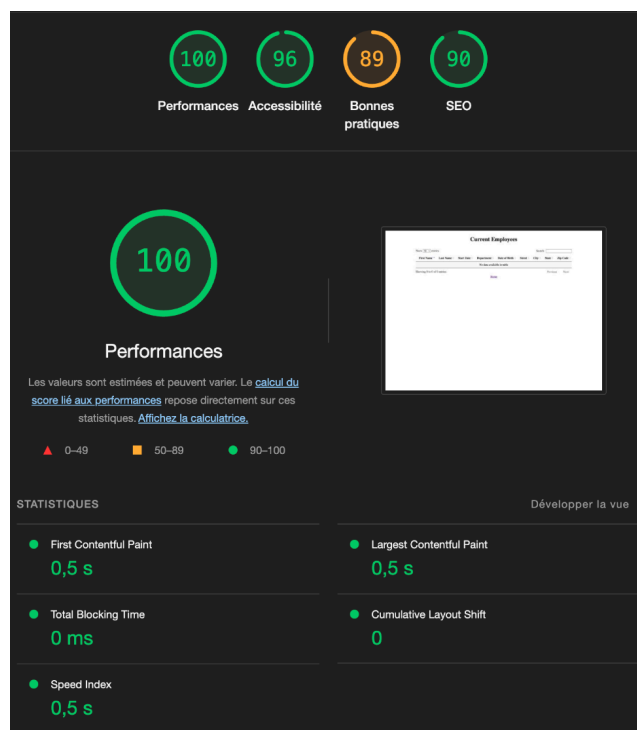 100
96
89
90
Performances
Accessibilité
Bonnes
pratiques
SEO
100
Performances
Les valeurs sont estimées et peuvent varier. Le calcul du
score lié aux performances repose directement sur ces
statistiques. Affichez la calculatrice.
0–49
50–89
90–100
Current Employees
Home
STATISTIQUES
Développer la vue
First Contentful Paint
0,5 s
Largest Contentful Paint
0,5 s
Total Blocking Time
0 ms
Cumulative Layout Shift
0
Speed Index
0,5 s